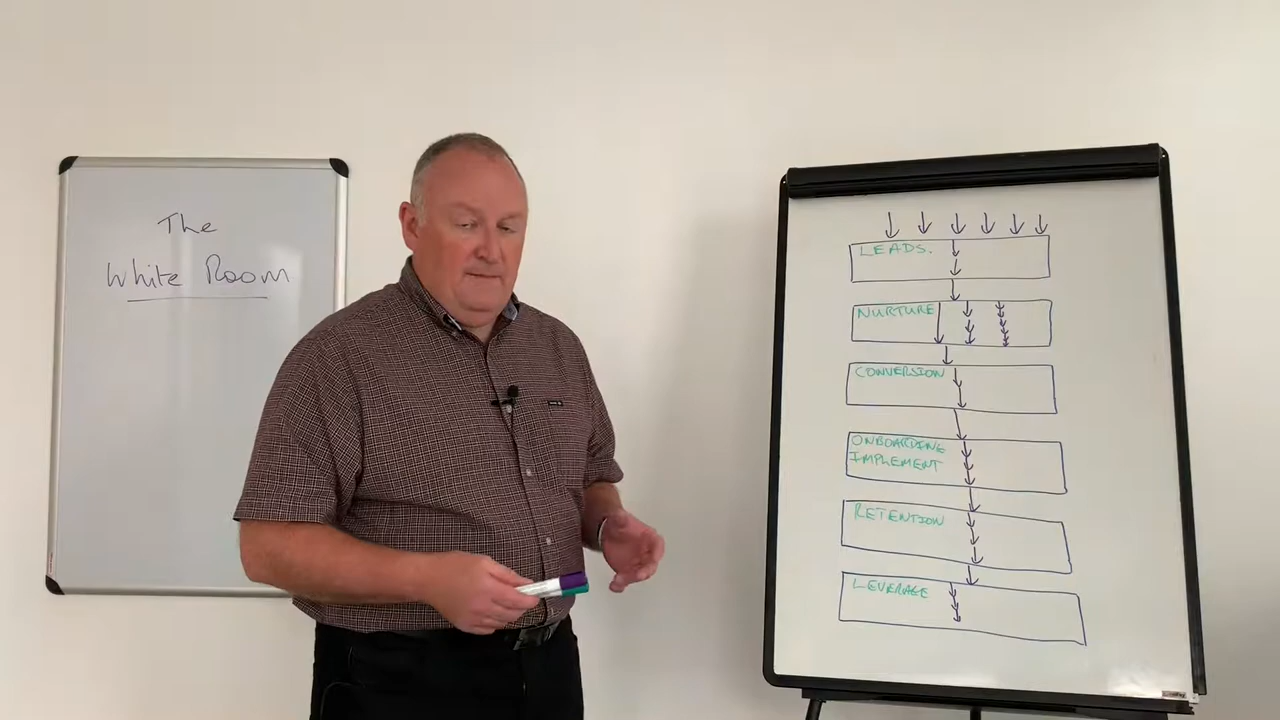 The
White Room
LEADS.
NURTURE
CONVERSION
ONBOARDING
IMPLEMENT
RETENTION
LEVERAGE